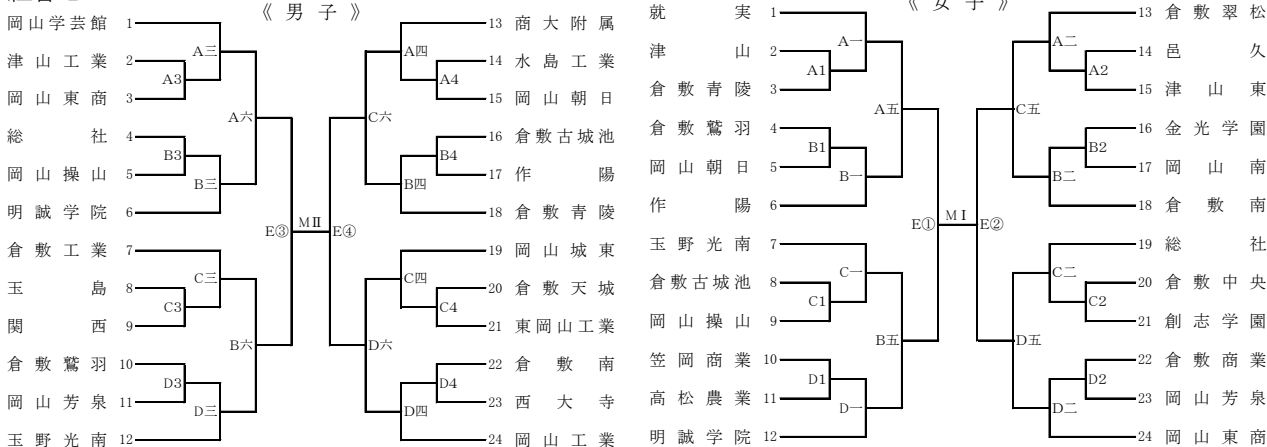 《 男 子 》
岡山学芸館 1
津山工業 2
岡山東商 3
総社 4
岡山操山 5
明誠学院 6
倉敷工業 7
玉島 8
関西 9
倉敷鷲羽 10
岡山芳泉 11
玉野光南 12
A3
B3
C3
D3
A三
B三
C三
D三
A六
B六
E③
MⅡ
E④
C六
D六
A四
B四
C四
D四
A4
B4
C4
D4
13 商大附属
14 水島工業
15 岡山朝日
16 倉敷古城池
17 作陽
18 倉敷青陵
19 岡山城東
20 倉敷天城
21 東岡山工業
22 倉敷南
23 西大寺
24 岡山工業
《 女 子 》
就実 1
津山 2
倉敷青陵 3
倉敷鷲羽 4
岡山朝日 5
作陽 6
玉野光南 7
倉敷古城池 8
岡山操山 9
笠岡商業 10
高松農業 11
明誠学院 12
A1
B1
C1
D1
A一
B一
C一
D一
A五
B五
E①
MⅠ
E②
C五
D五
A二
B二
C二
D二
A2
B2
C2
D2
13 倉敷翠松
14 邑久
15 津山東
16 金光学園
17 岡山南
18 倉敷南
19 総社
20 倉敷中央
21 創志学園
22 倉敷商業
23 岡山芳泉
24 岡山東商